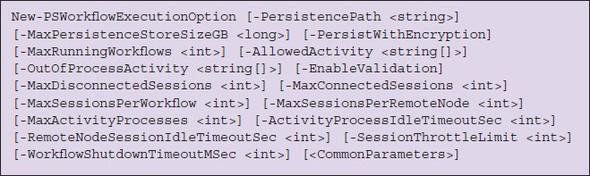 New-PSWorkflowExecutionOption [-PersistencePath <string>]
[-MaxPersistenceStoreSizeGB <long>] [-PersistWithEncryption]
[-MaxRunningWorkflows <int>] [-AllowedActivity <string[]>]
[-OutOfProcessActivity <string[]>] [-EnableValidation]
[-MaxDisconnectedSessions <int>] [-MaxConnectedSessions <int>]
[-MaxSessionsPerWorkflow <int>] [-MaxSessionsPerRemoteNode <int>]
[-MaxActivityProcesses <int>] [-ActivityProcessIdleTimeoutSec <int>]
[-RemoteNodeSessionIdleTimeoutSec <int>] [-SessionThrottleLimit <int>]
[-WorkflowShutdownTimeoutMSec <int>] [<CommonParameters>]